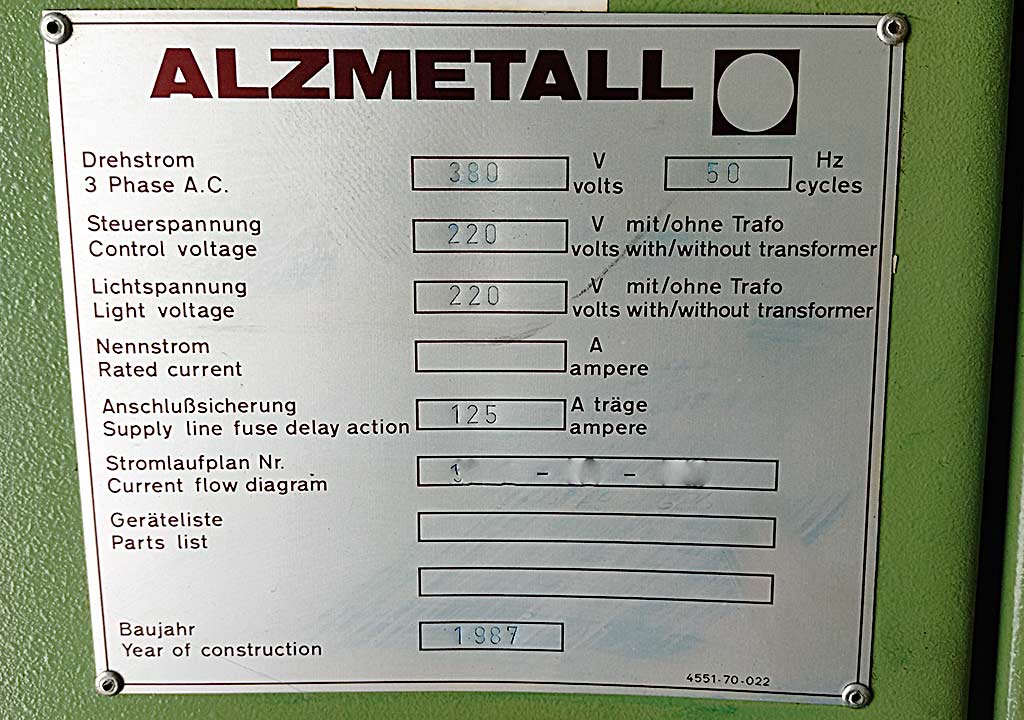 ALZMETALL
Drehstrom 380 V 50 Hz
3 Phase A.C. volts cycles
Steuerspannung 220 V mit/ohne Trafo
Control voltage volts with/without transformer
Lichtspannung 220 V mit/ohne Trafo
Light voltage volts with/without transformer
Nennstrom A
Rated current ampere
Anschlußsicherung 125 A träge
Supply line fuse delay action ampere
Stromlaufplan Nr.
Current flow diagram
Geräteliste
Parts list
Baujahr 1987
Year of construction
4551-70-022